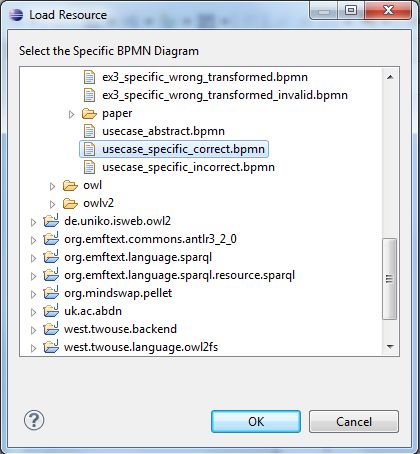 Load Resource
Select the Specific BPMN Diagram
ex3_specific_wrong_transformed.bpmn
ex3_specific_wrong_transformed_invalid.bpmn
paper
usecase_abstract.bpmn
usecase_specific_correct.bpmn
usecase_specific_incorrect.bpmn
owl
owlv2
de.uniko.isweb.owl2
org.emftext.commons.antlr3_2_0
org.emftext.language.sparql
org.emftext.language.sparql.resource.sparql
org.mindswap.pellet
uk.ac.abdn
west.twouse.backend
west.twouse.language.owl2fs
?
OK
Cancel